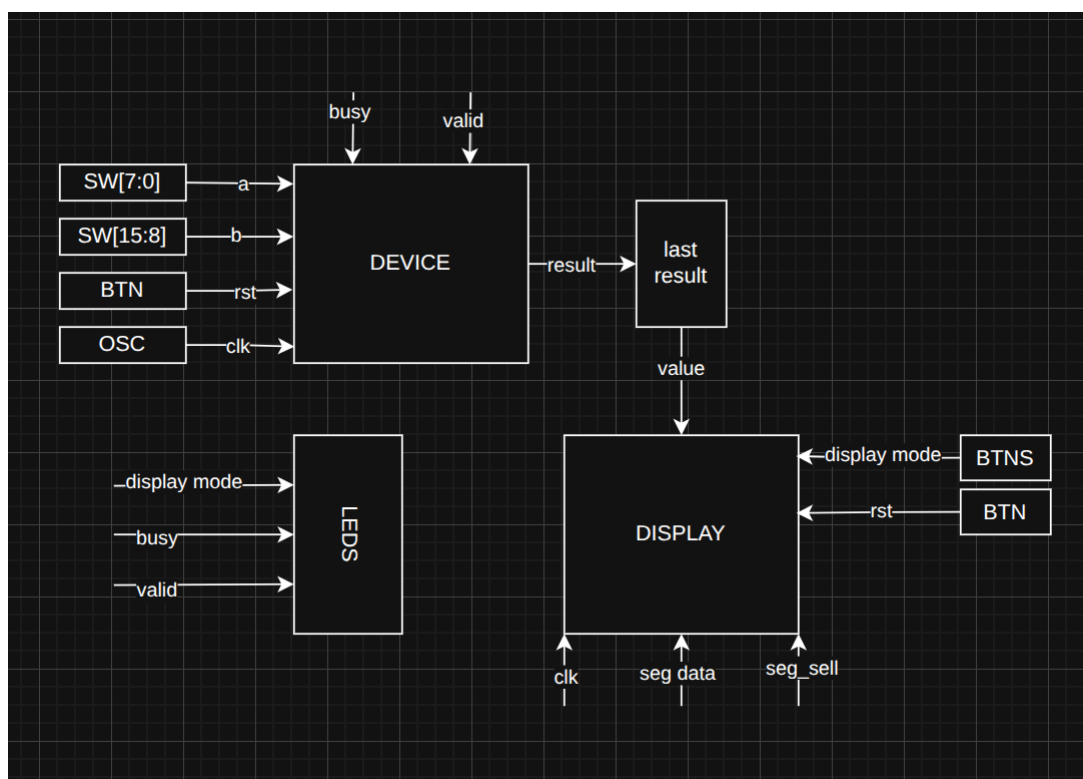 busy
valid
SW[7:0]
a
SW[15:8]
b
BTN
rst
OSC
clk
DEVICE
result
last
result
value
display mode
busy
valid
LEDS
DISPLAY
display mode
BTNS
rst
BTN
clk
seg data
seg_sell